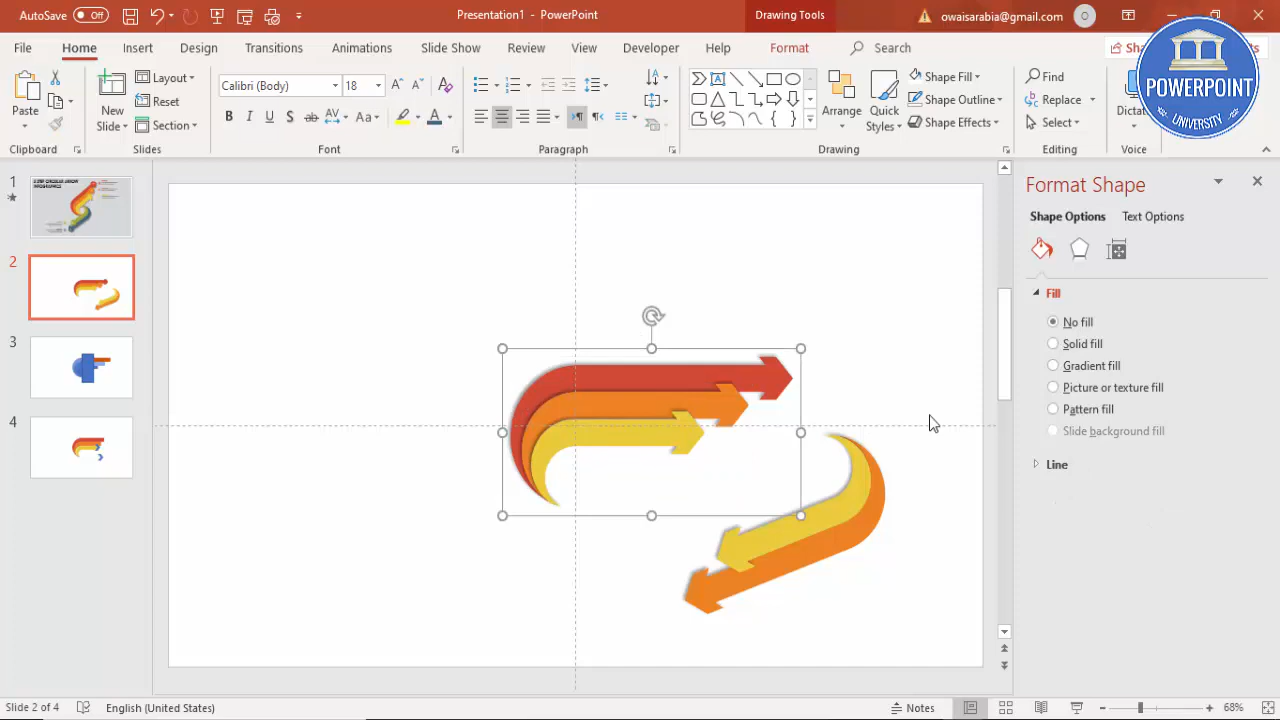 AutoSave Off
Presentation1 - PowerPoint
Drawing Tools
owaisarabia@gmail.com
O
File Home Insert Design Transitions Animations Slide Show Review View Developer Help Format Search
POWERPOINT
UNIVERSITY
Paste
Clipboard
New
Slide
Layout
Reset
Section
Slides
Calibri (Body) 18
B I U S ab AV Aa A
Font
Paragraph
Arrange
Quick
Styles
Shape Fill
Shape Outline
Shape Effects
Drawing
Find
Replace
Select
Editing
Voice
1
2
3
4
Format Shape
Shape Options Text Options
Fill
No fill
Solid fill
Gradient fill
Picture or texture fill
Pattern fill
Slide background fill
Line
Slide 2 of 4
English (United States)
Notes
68%